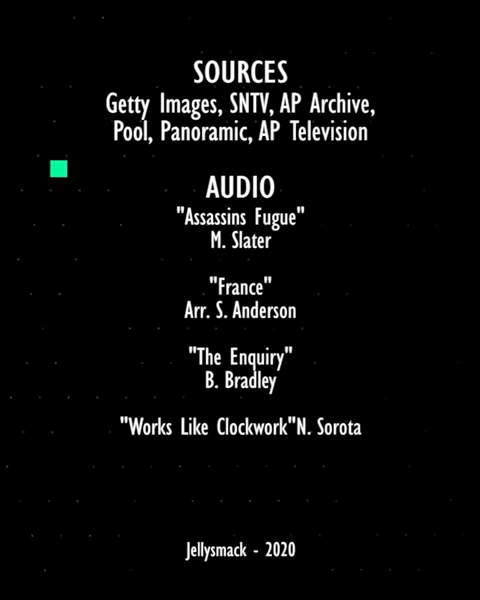 SOURCES
Getty Images, SNTV, AP Archive,
Pool, Panoramic, AP Television
AUDIO
"Assassins Fugue"
M. Slater
"France"
Arr. S. Anderson
"The Enquiry"
B. Bradley
"Works Like Clockwork"N. Sorota
Jellysmack - 2020